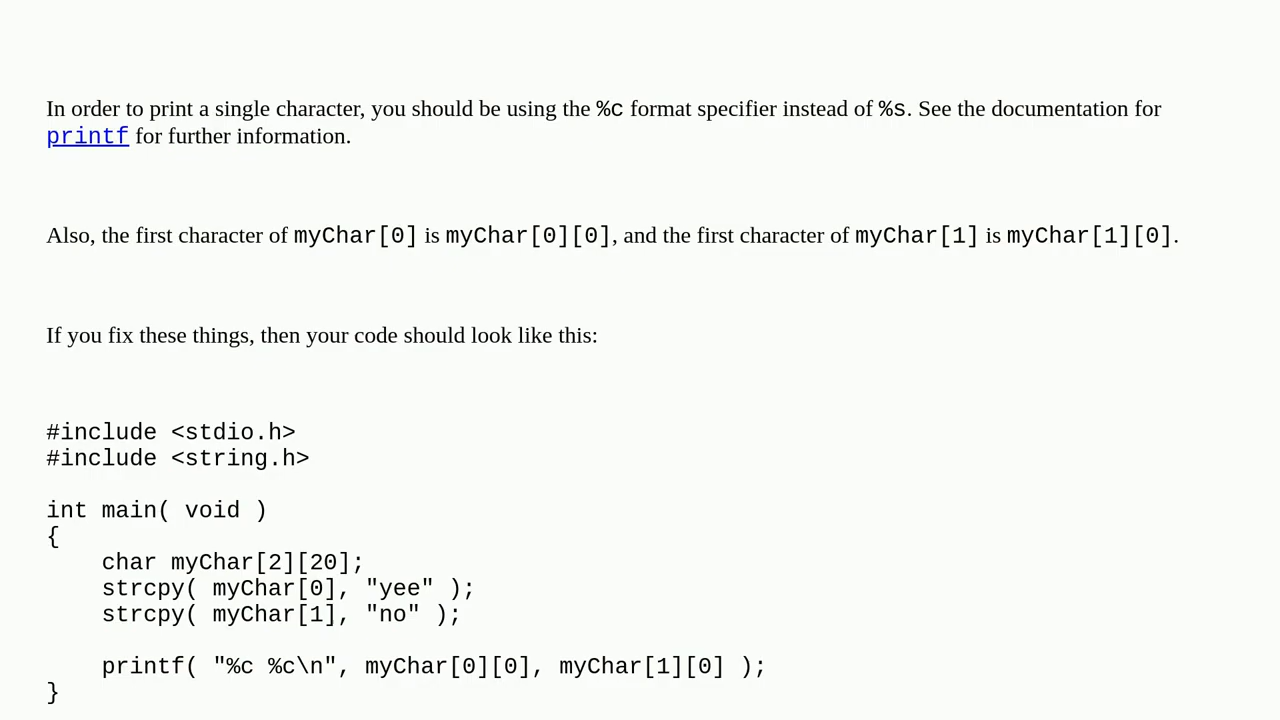 In order to print a single character, you should be using the %c format specifier instead of %s. See the documentation for
printf for further information.
Also, the first character of myChar[0] is myChar[0][0], and the first character of myChar[1] is myChar[1][0].
If you fix these things, then your code should look like this:
#include <stdio.h>
#include <string.h>
int main( void )
{
    char myChar[2][20];
    strcpy( myChar[0], "yee" );
    strcpy( myChar[1], "no" );
    printf( "%c %c\n", myChar[0][0], myChar[1][0] );
}